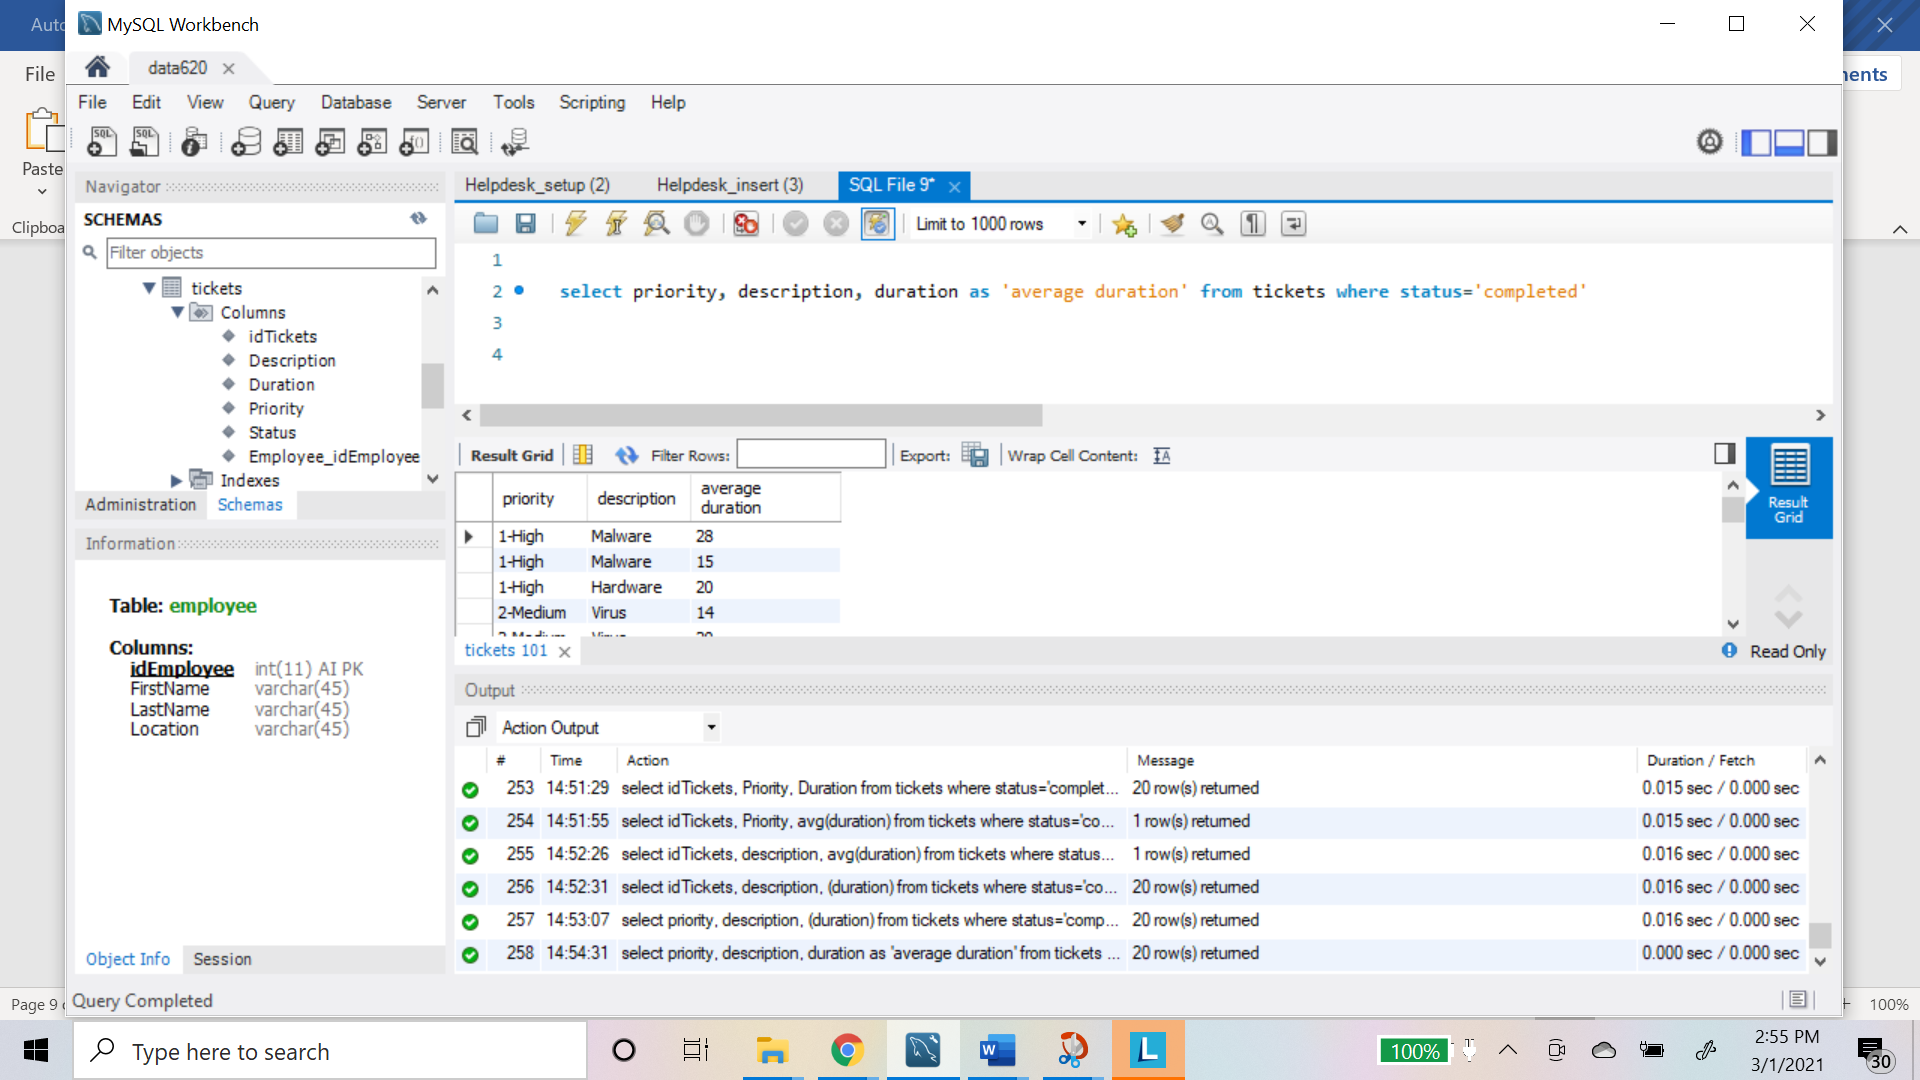 Auto
MySQL Workbench
data620
File
File Edit View Query Database Server Tools Scripting Help
Paste
Clipboa
Navigator
SCHEMAS
Filter objects
tickets
Columns
idTickets
Description
Duration
Priority
Status
Employee_idEmployee
Indexes
Administration Schemas
Information
Table: employee
Columns:
idEmployee int(11) AI PK
FirstName varchar(45)
LastName varchar(45)
Location varchar(45)
Object Info Session
Helpdesk_setup (2) Helpdesk_insert (3) SQL File 9*
Limit to 1000 rows
1
2 select priority, description, duration as 'average duration' from tickets where status='completed'
3
4
Result Grid Filter Rows: Export: Wrap Cell Content:
priority description average duration
1-High Malware 28
1-High Malware 15
1-High Hardware 20
2-Medium Virus 14
Result
Grid
tickets 101
Read Only
Output
Action Output
# Time Action Message Duration / Fetch
253 14:51:29 select idTickets, Priority, Duration from tickets where status='complet... 20 row(s) returned 0.015 sec / 0.000 sec
254 14:51:55 select idTickets, Priority, avg(duration) from tickets where status='co... 1 row(s) returned 0.015 sec / 0.000 sec
255 14:52:26 select idTickets, description, avg(duration) from tickets where status... 1 row(s) returned 0.016 sec / 0.000 sec
256 14:52:31 select idTickets, description, (duration) from tickets where status='co... 20 row(s) returned 0.016 sec / 0.000 sec
257 14:53:07 select priority, description, (duration) from tickets where status='comp... 20 row(s) returned 0.016 sec / 0.000 sec
258 14:54:31 select priority, description, duration as 'average duration' from tickets ... 20 row(s) returned 0.000 sec / 0.000 sec
Query Completed
Page 9
100%
Type here to search
100%
2:55 PM
3/1/2021
30